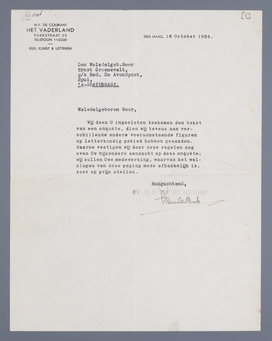 N.V. DE COURANT
HET VADERLAND
PARKSTRAAT 25
TELEFOON
RED. KUNST & LETTEREN
DEN HAAG, 16 October 1934.
Den Weledelgeb.Heer
Ernst Groenevelt,
p/a Red. De Avondpost,
Spui,
's-GRAVENHAGE.
Weledelgeboren Heer,
Wij doen U ingesloten toekomen den tekst
van een enquête, dien wij tevens aan ver-
schillende andere vooraanstaande figuren
op letterkundig gebied hebben gezonden.
Gaarne vestigen wij door deze regelen nog
even Uw bijzondere aandacht op deze enquête;
wij zullen Uwe medewerking, waarvan het wel-
slagen van deze poging mede afhankelijk is,
zeer op prijs stellen.
Hoogachtend,